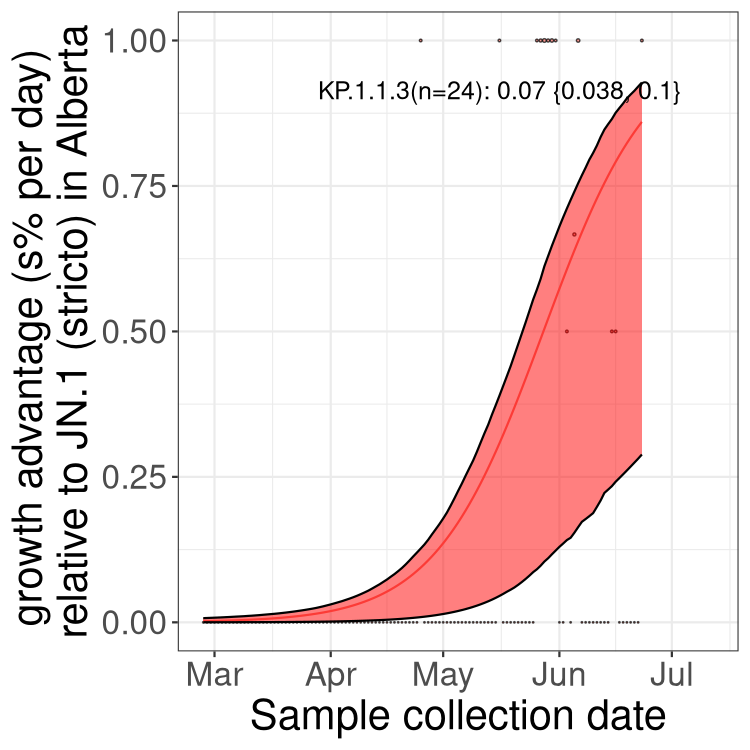 growth advantage (s% per day)
relative to JN.1 (stricto) in Alberta
1.00
0.75
0.50
0.25
0.00
KP.1.1.3(n=24): 0.07 {0.038, 0.1}
Mar Apr May Jun Jul
Sample collection date